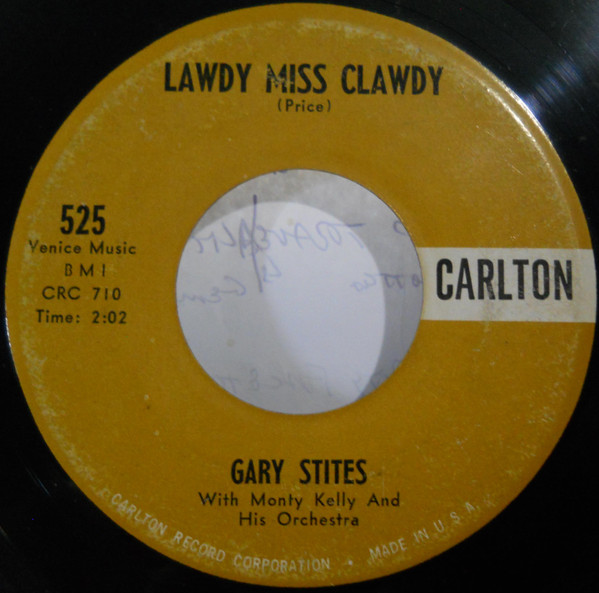 LAWDY MISS CLAWDY
(Price)
525
Venice Music
BMI
CRC 710
Time: 2:02
CARLTON
GARY STITES
With Monty Kelly And
His Orchestra
CARLTON RECORD CORPORATION • MADE IN U.S.A.